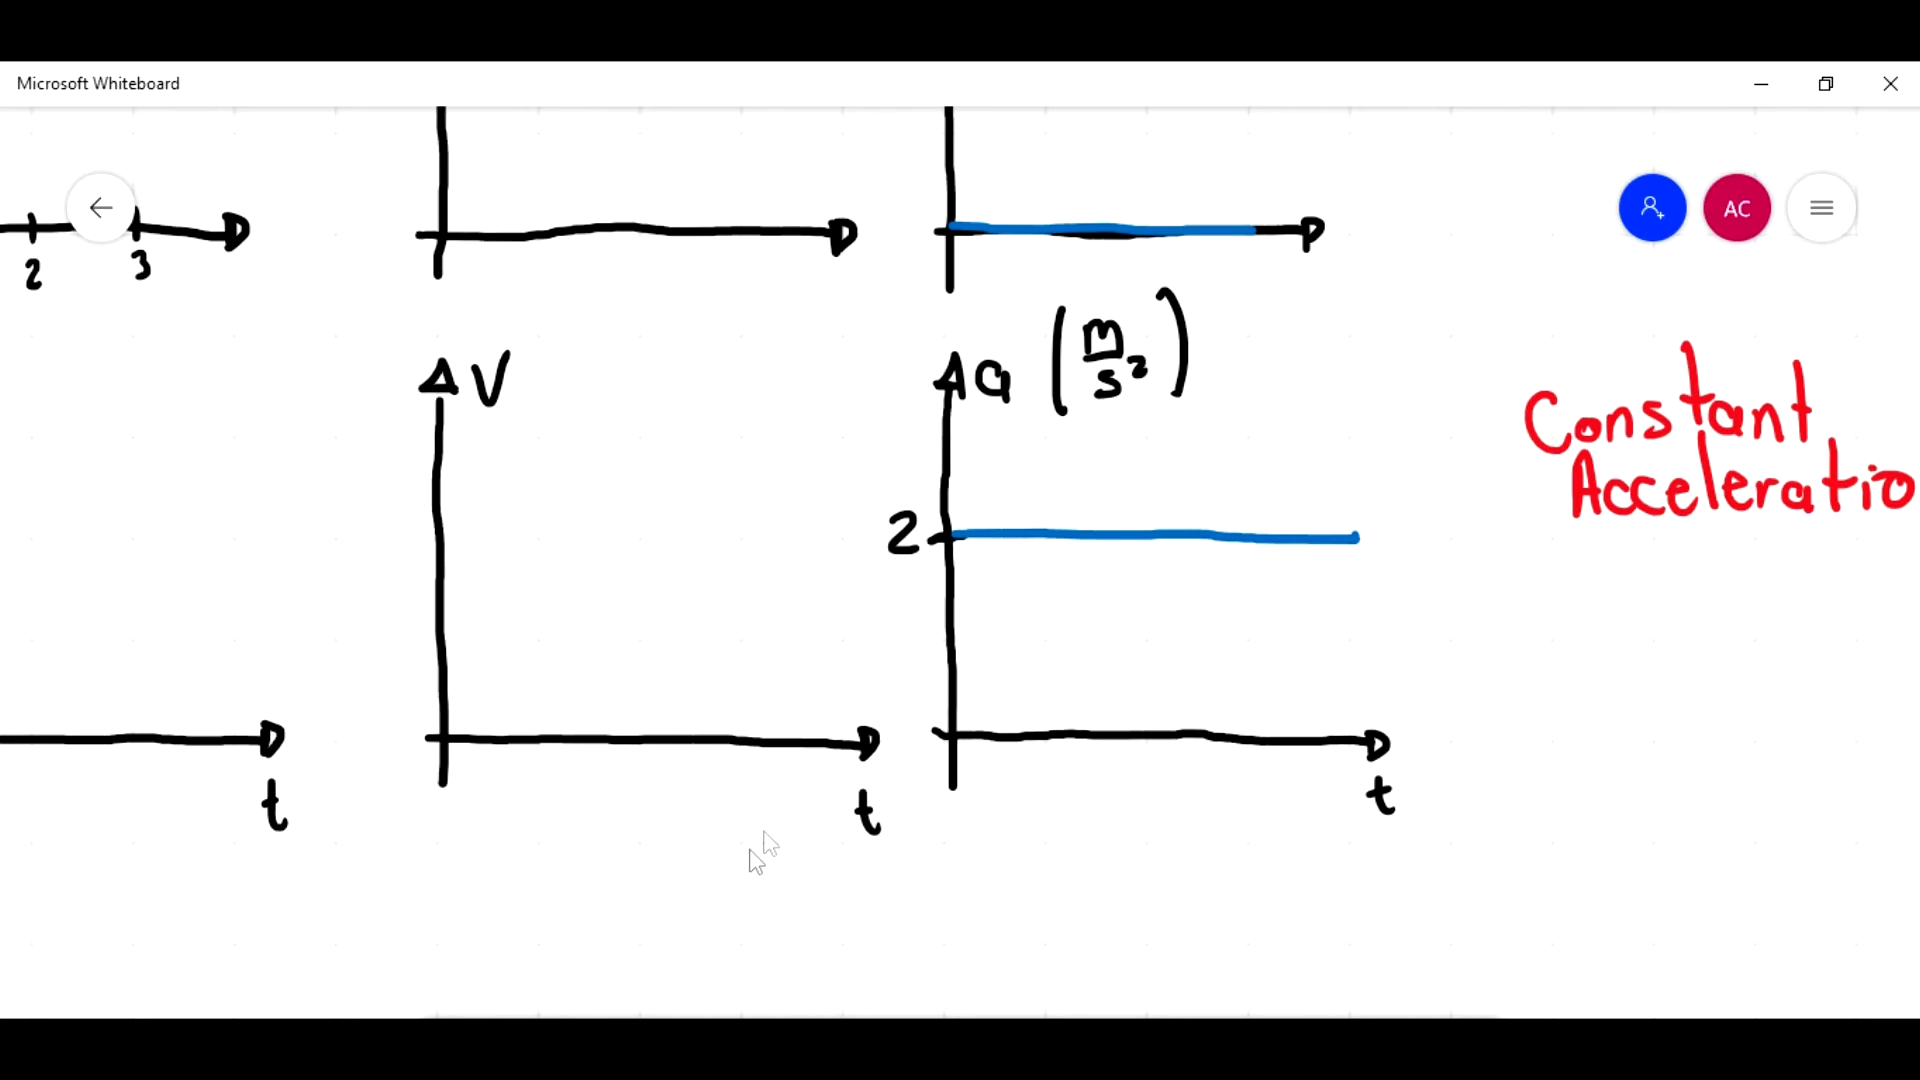 Microsoft Whiteboard
AC
2 3
V
a (m/s²)
Constant
Acceleratio
2
t t t